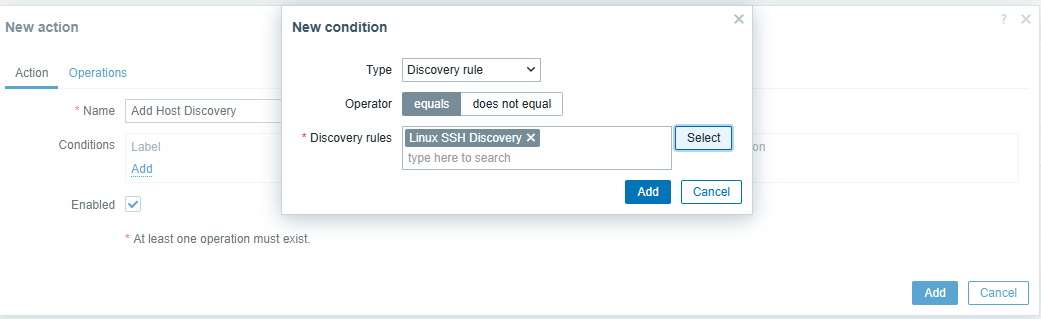 New action
? ×
Action Operations
* Name Add Host Discovery
Conditions Label
Add
Enabled
* At least one operation must exist.
Add Cancel
New condition
×
Type Discovery rule
Operator equals does not equal
* Discovery rules Linux SSH Discovery × Select
type here to search
Add Cancel
on